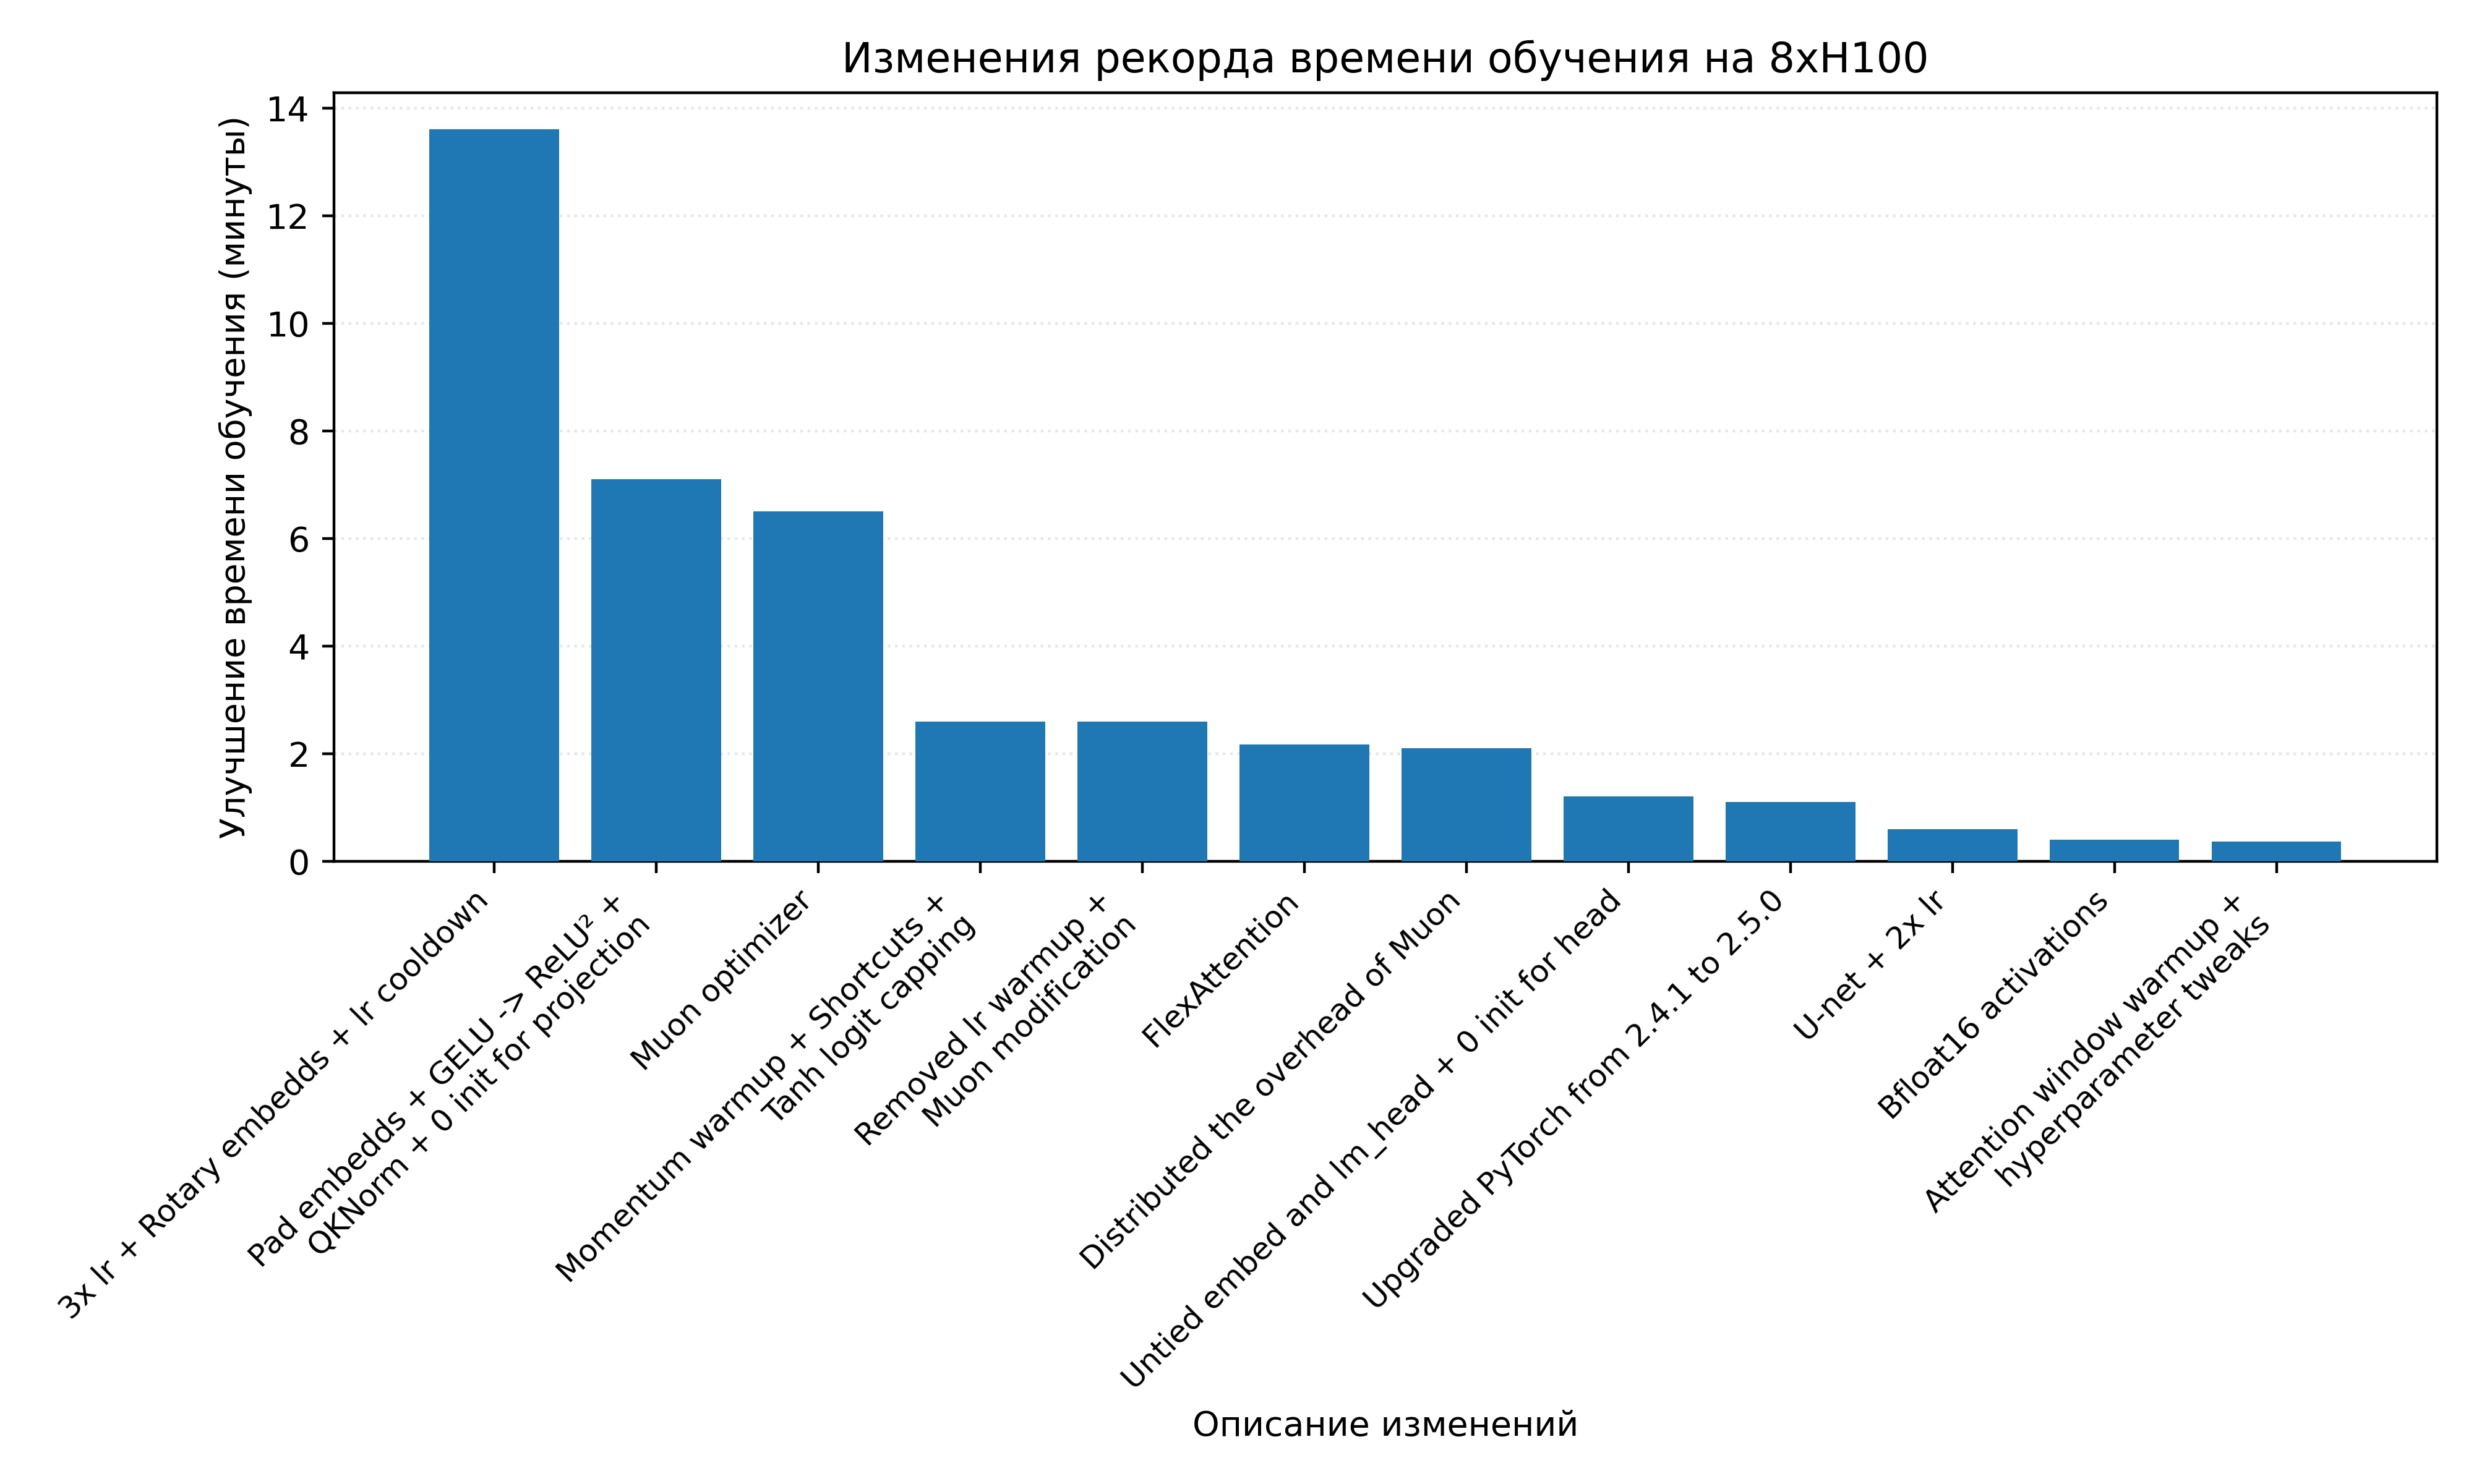 Изменения рекорда времени обучения на 8xH100
Улучшение времени обучения (минуты)
14
12
10
8
6
4
2
0
3x lr + Rotary embedds + lr cooldown
Pad embedds + GELU -> ReLU² +
QKNorm + 0 init for projection
Muon optimizer
Momentum warmup + Shortcuts +
Tanh logit capping
Removed lr warmup +
Muon modification
FlexAttention
Distributed the overhead of Muon
Untied embed and lm_head + 0 init for head
Upgraded PyTorch from 2.4.1 to 2.5.0
U-net + 2x lr
Bfloat16 activations
Attention window warmup +
hyperparameter tweaks
Описание изменений